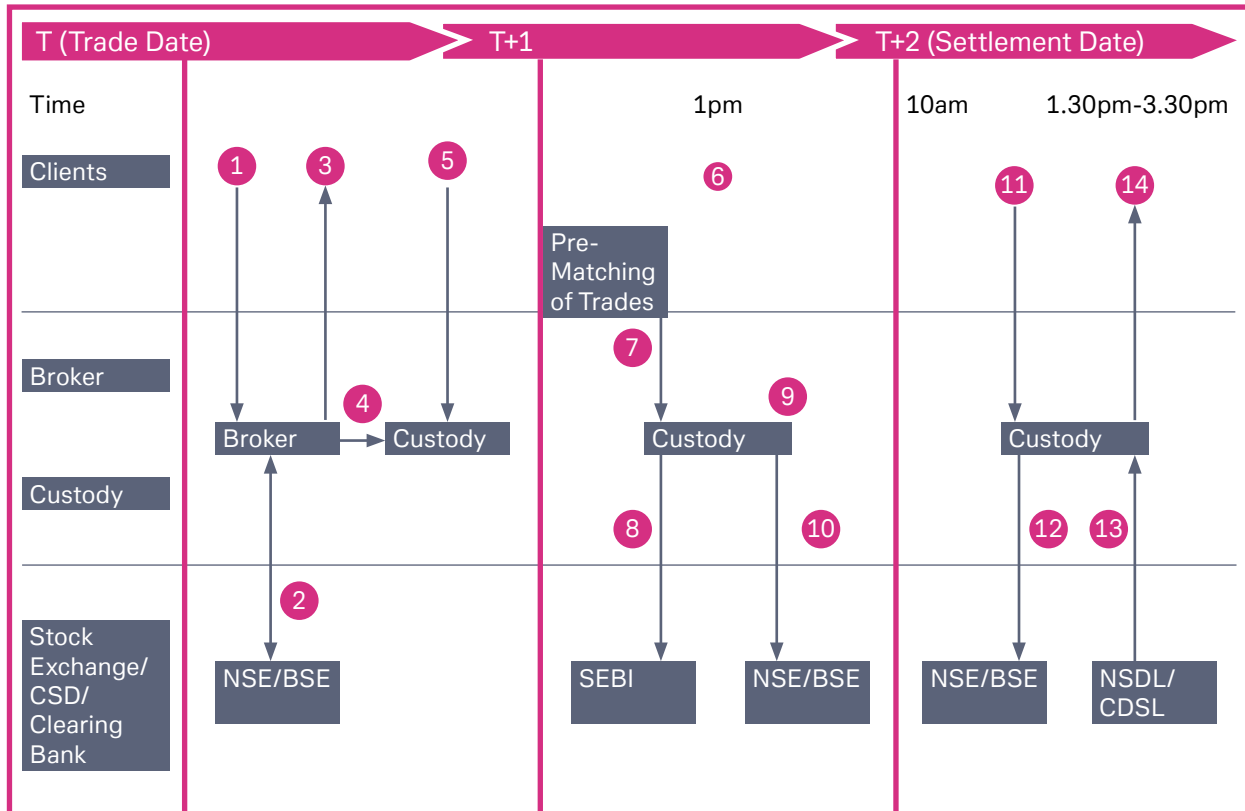 T (Trade Date)
T+1
T+2 (Settlement Date)
Time
1pm
10am
1.30pm-3.30pm
Clients
1
3
5
6
11
14
Pre-
Matching
of Trades
7
Broker
4
9
Broker
Custody
Custody
Custody
Custody
8
10
12
13
2
Stock
Exchange/
CSD/
Clearing
Bank
NSE/BSE
SEBI
NSE/BSE
NSE/BSE
NSDL/
CDSL